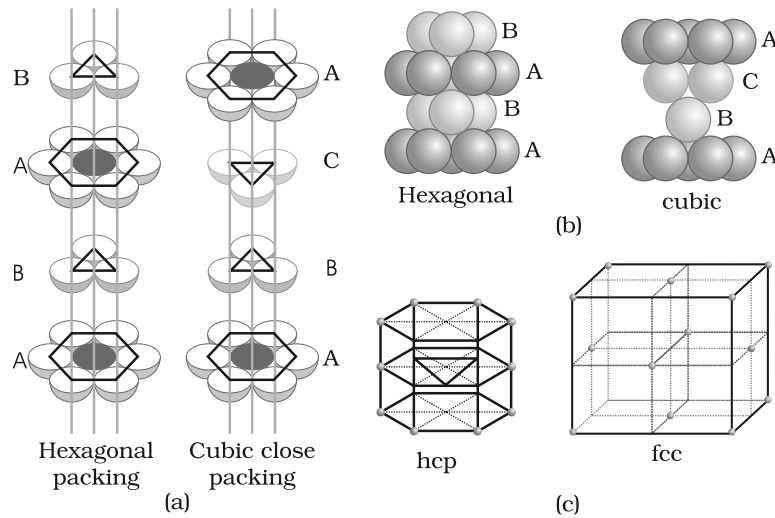 B
A
B
A
Hexagonal
packing
A
C
B
A
Cubic close
packing
(a)
B
A
B
A
Hexagonal
A
C
B
A
cubic
(b)
hcp
fcc
(c)